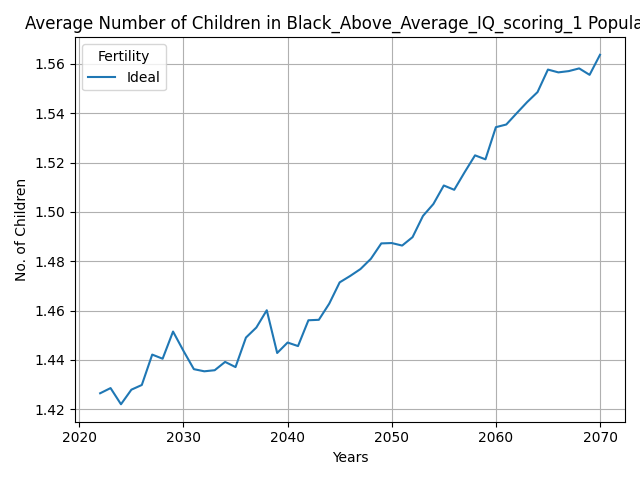 Average Number of Children in Black_Above_Average_IQ_scoring_1 Popula
Fertility
Ideal
No. of Children
1.56
1.54
1.52
1.50
1.48
1.46
1.44
1.42
2020
2030
2040
2050
2060
2070
Years